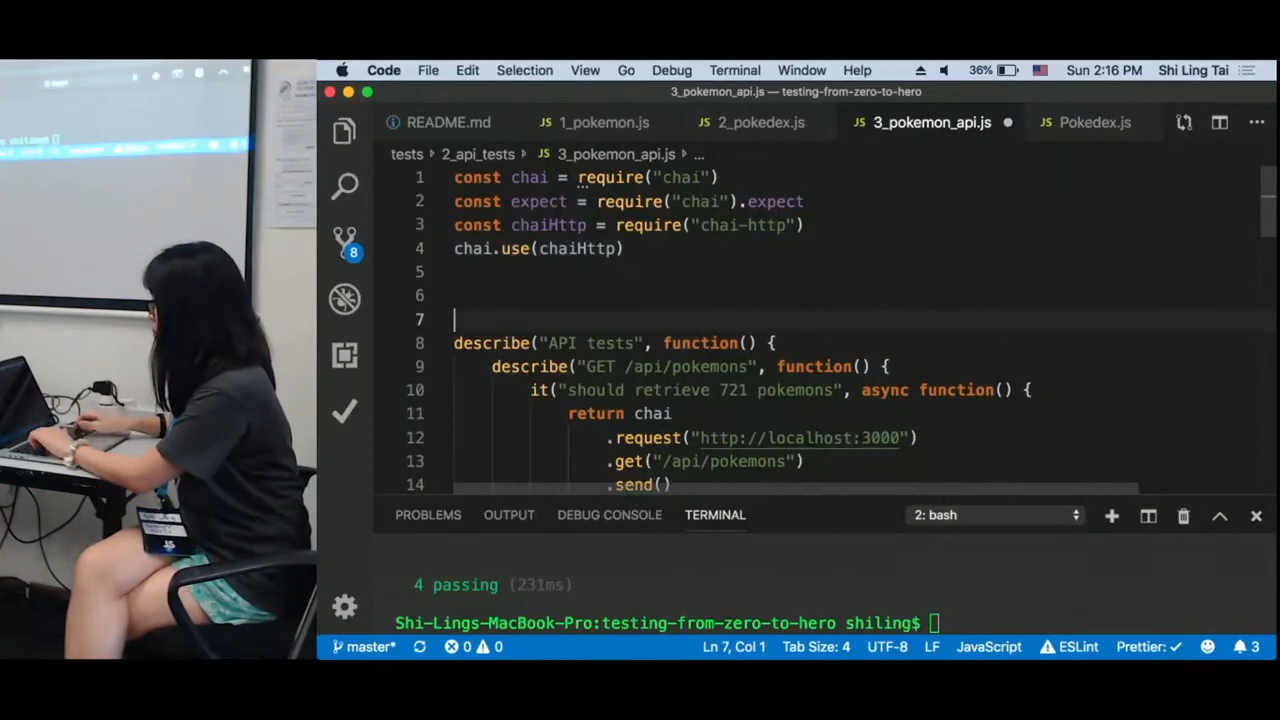 Code File Edit Selection View Go Debug Terminal Window Help 36% Sun 2:16 PM Shi Ling Tai
3_pokemon_api.js — testing-from-zero-to-hero
README.md JS 1_pokemon.js JS 2_pokedex.js JS 3_pokemon_api.js JS Pokedex.js
tests 2_api_tests JS 3_pokemon_api.js ...
1 const chai = require("chai")
2 const expect = require("chai").expect
3 const chaiHttp = require("chai-http")
4 chai.use(chaiHttp)
5
6
7
8 describe("API tests", function() {
9 describe("GET /api/pokemons", function() {
10 it("should retrieve 721 pokemons", async function() {
11 return chai
12 .request("http://localhost:3000")
13 .get("/api/pokemons")
14 .send()
8
PROBLEMS OUTPUT DEBUG CONSOLE TERMINAL 2: bash
4 passing (231ms)
Shi-Lings-MacBook-Pro:testing-from-zero-to-hero shiling$
master* 0 0 Ln 7, Col 1 Tab Size: 4 UTF-8 LF JavaScript ESLint Prettier: ✓ 3